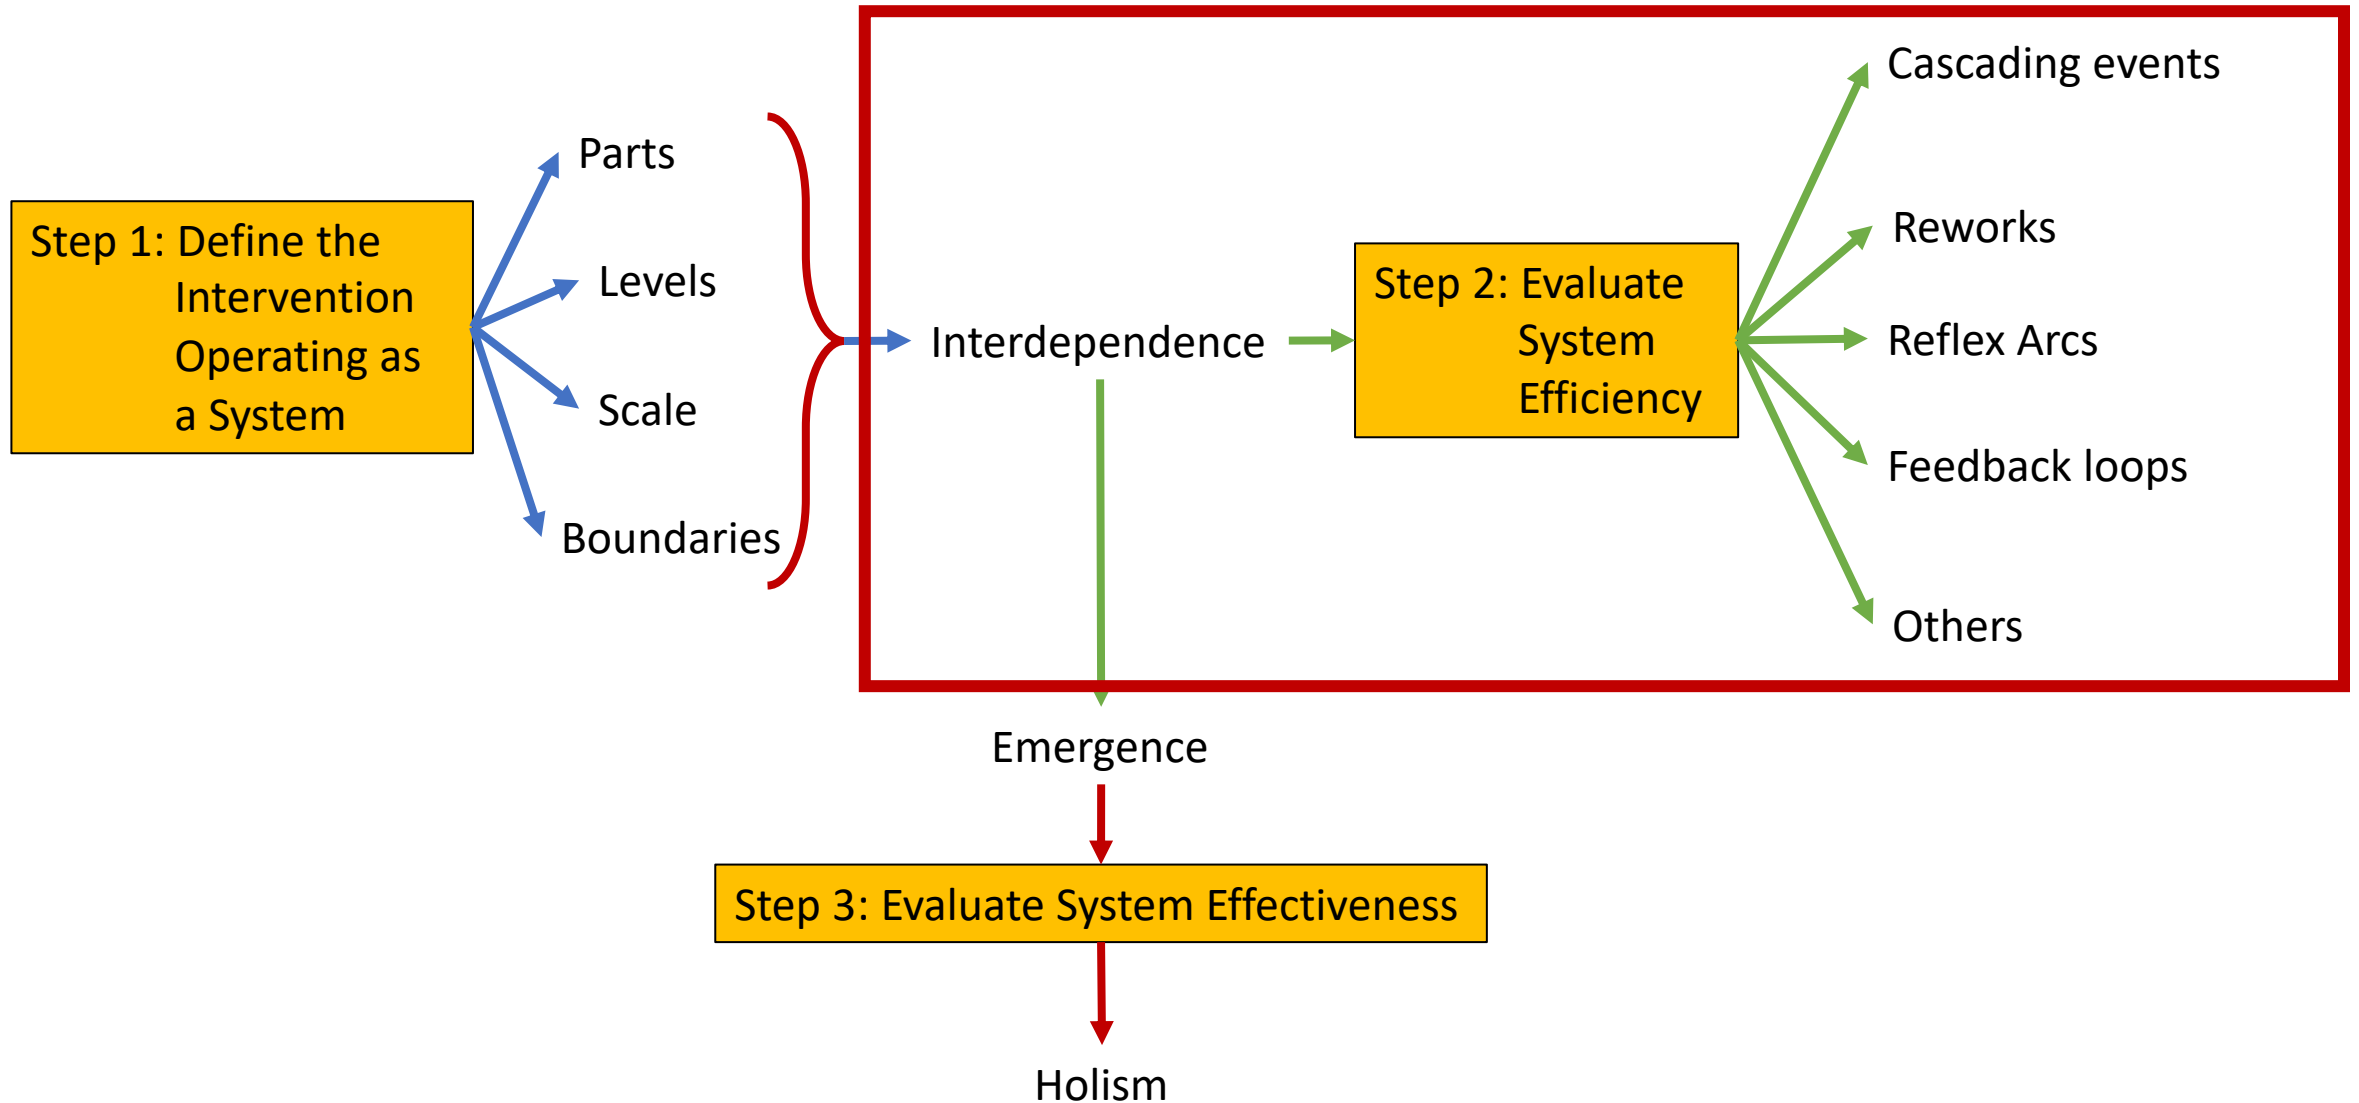 Step 1: Define the
Intervention
Operating as
a System
Parts
Levels
Scale
Boundaries
Interdependence
Step 2: Evaluate
System
Efficiency
Cascading events
Reworks
Reflex Arcs
Feedback loops
Others
Emergence
Step 3: Evaluate System Effectiveness
Holism